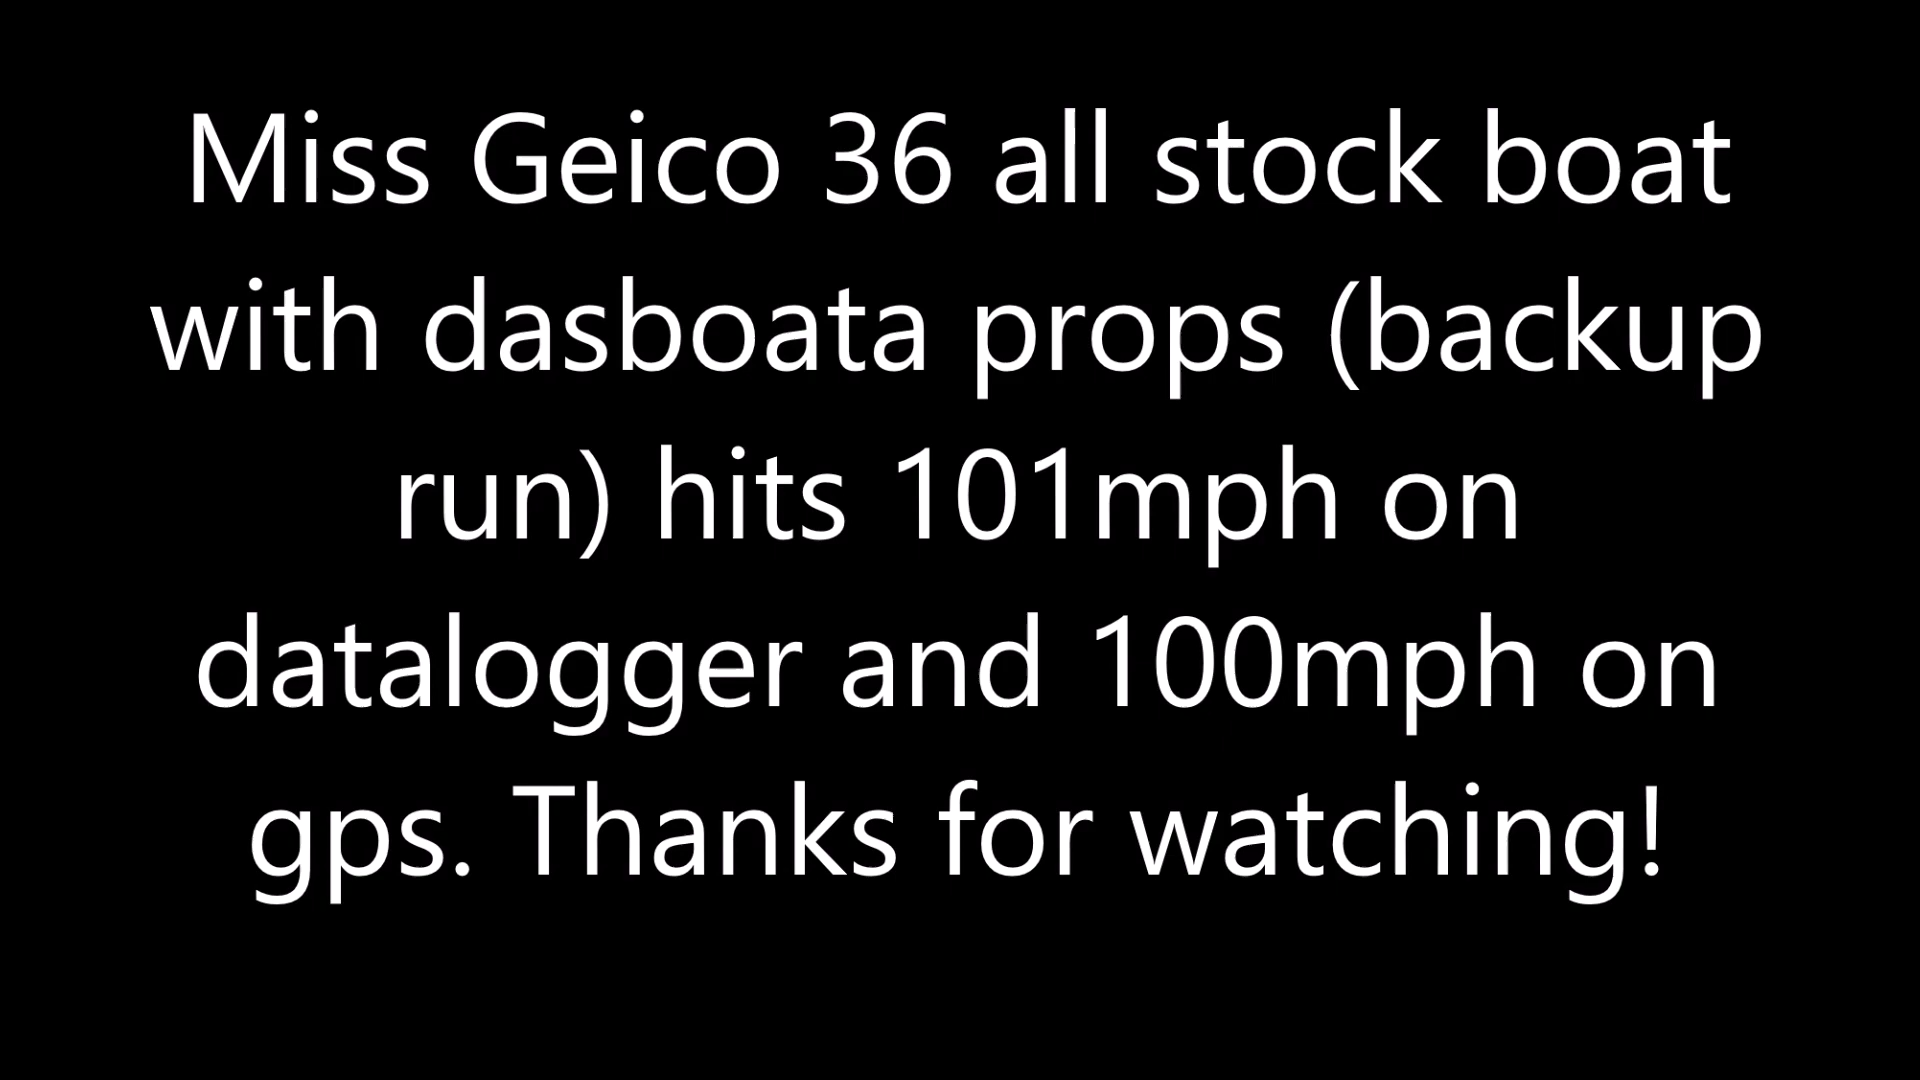 Miss Geico 36 all stock boat
with dasboata props (backup
run) hits 101mph on
datalogger and 100mph on
gps. Thanks for watching!